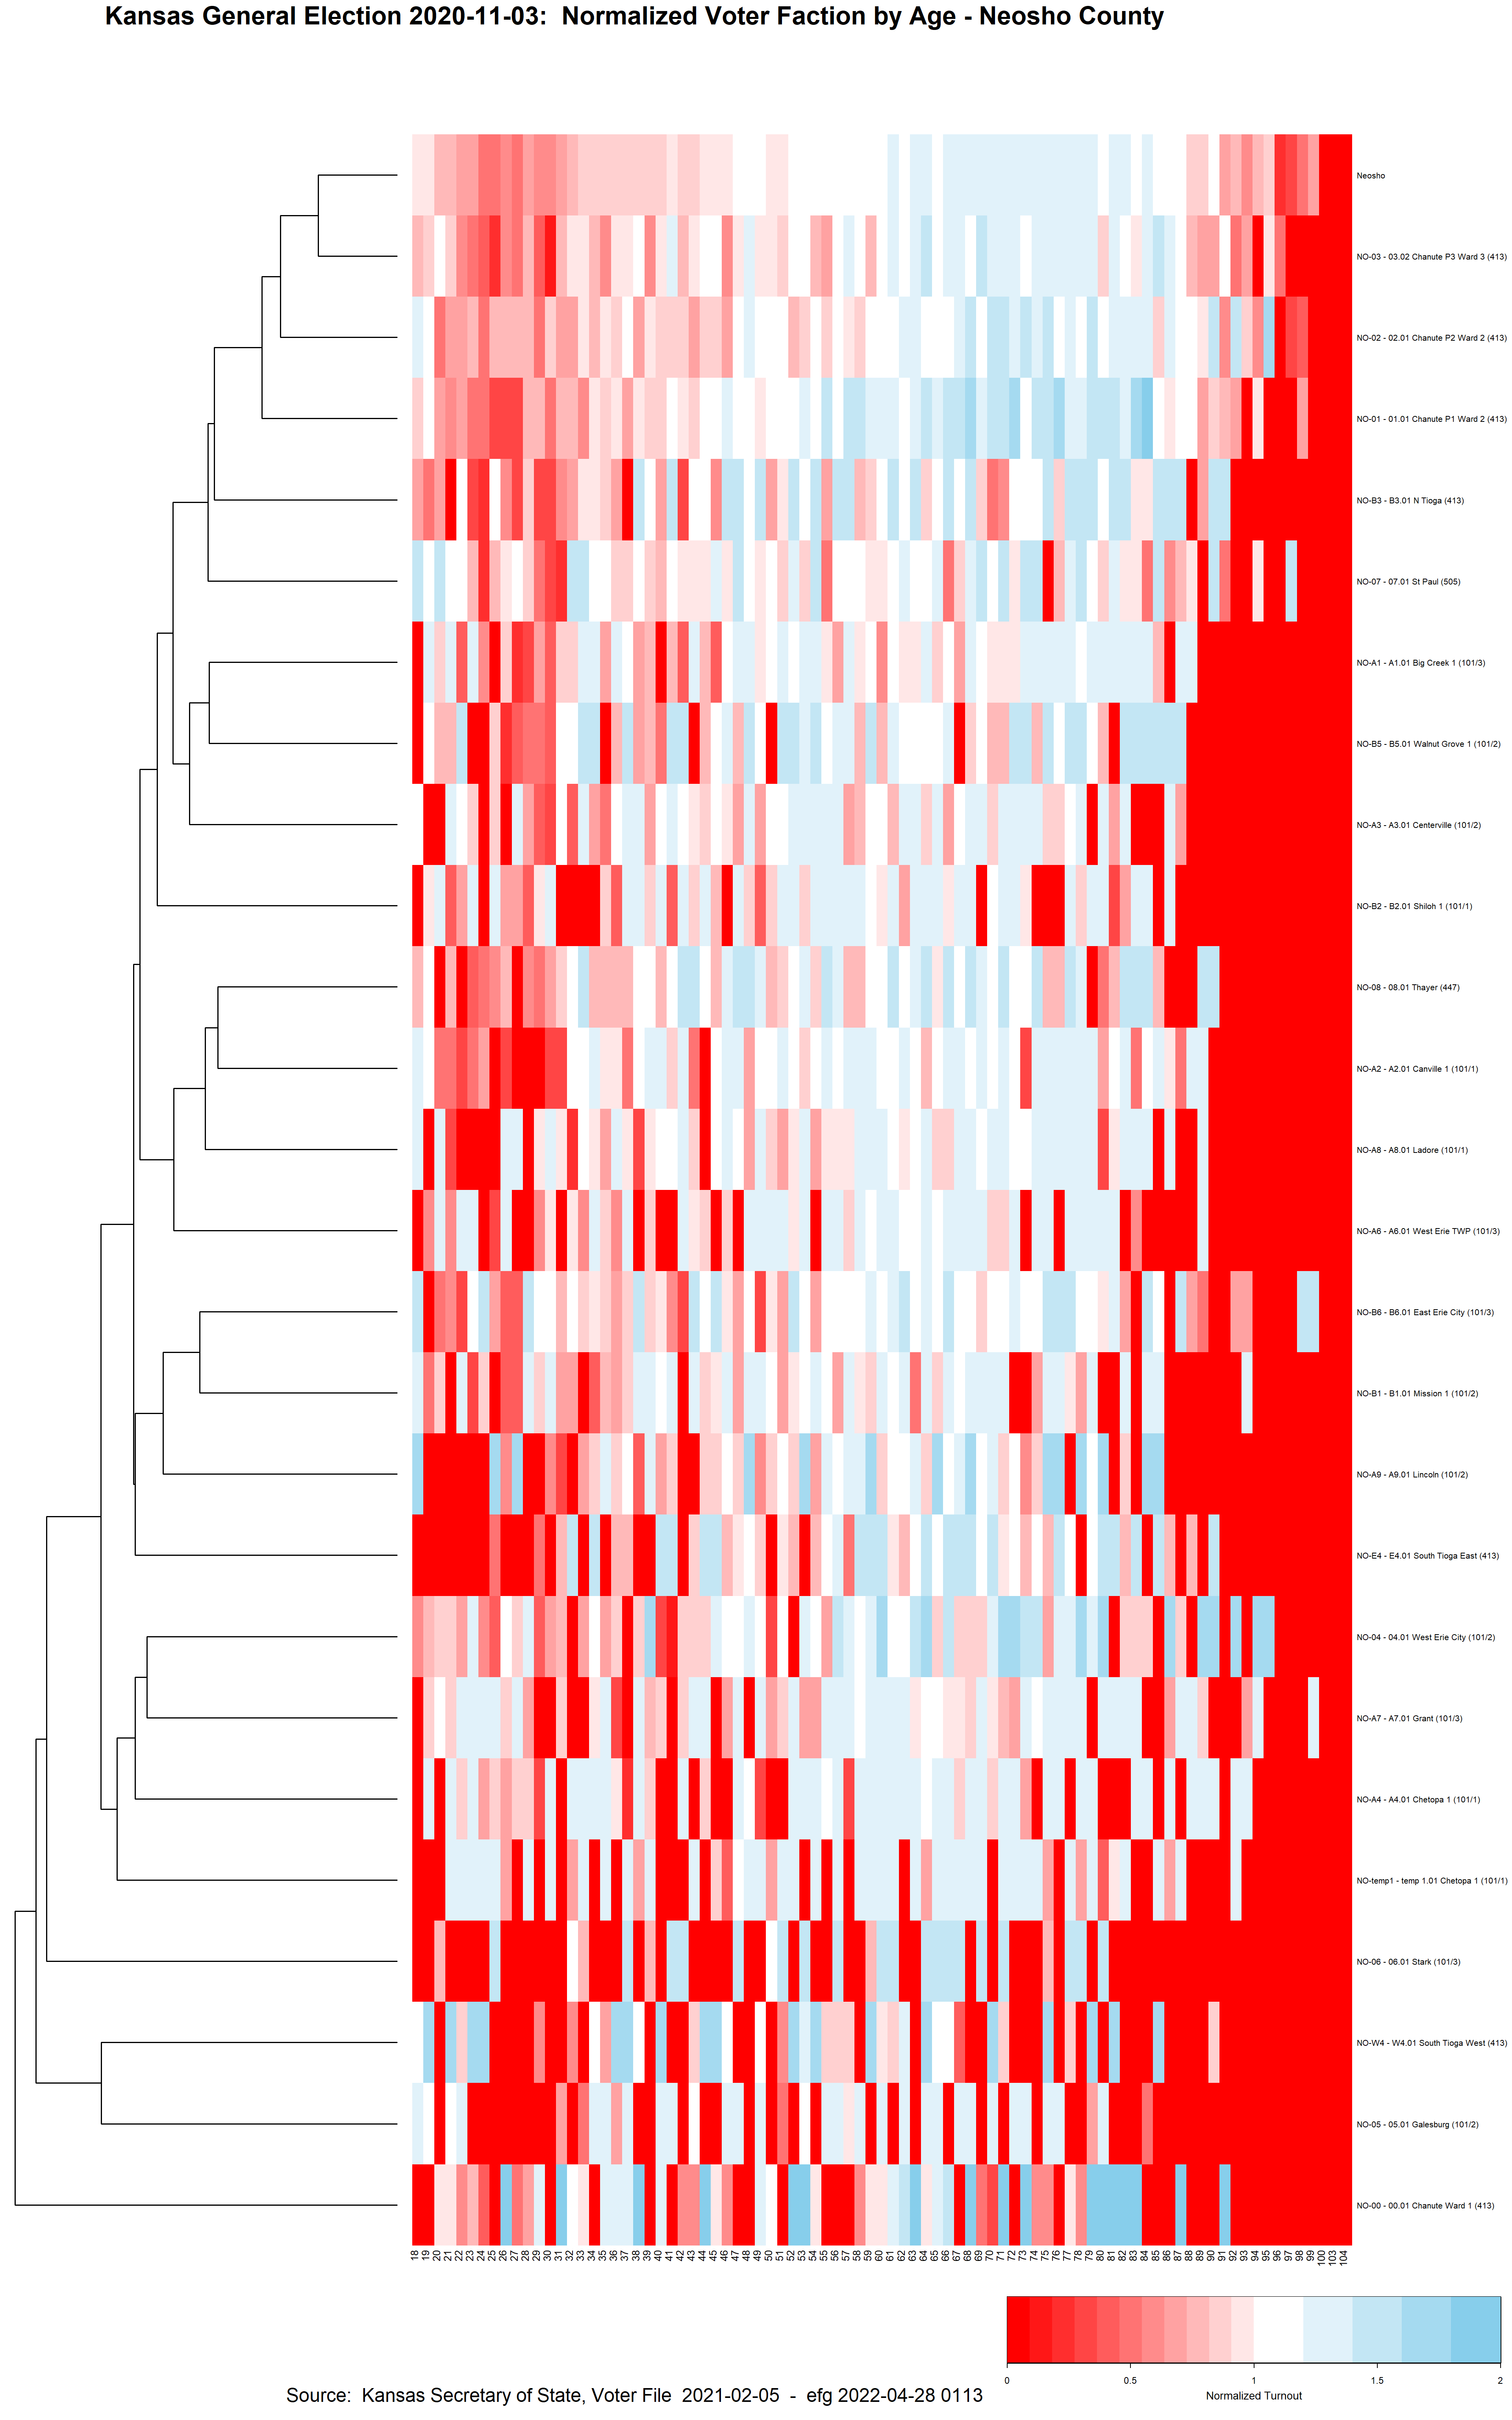 Kansas General Election 2020-11-03:  Normalized Voter Faction by Age - Neosho County
Neosho
NO-03 - 03.02 Chanute P3 Ward 3 (413)
NO-02 - 02.01 Chanute P2 Ward 2 (413)
NO-01 - 01.01 Chanute P1 Ward 2 (413)
NO-B3 - B3.01 N Tioga (413)
NO-07 - 07.01 St Paul (505)
NO-A1 - A1.01 Big Creek 1 (101/3)
NO-B5 - B5.01 Walnut Grove 1 (101/2)
NO-A3 - A3.01 Centerville (101/2)
NO-B2 - B2.01 Shiloh 1 (101/1)
NO-08 - 08.01 Thayer (447)
NO-A2 - A2.01 Canville 1 (101/1)
NO-A8 - A8.01 Ladore (101/1)
NO-A6 - A6.01 West Erie TWP (101/3)
NO-B6 - B6.01 East Erie City (101/3)
NO-B1 - B1.01 Mission 1 (101/2)
NO-A9 - A9.01 Lincoln (101/2)
NO-E4 - E4.01 South Tioga East (413)
NO-04 - 04.01 West Erie City (101/2)
NO-A7 - A7.01 Grant (101/3)
NO-A4 - A4.01 Chetopa 1 (101/1)
NO-temp1 - temp 1.01 Chetopa 1 (101/1)
NO-06 - 06.01 Stark (101/3)
NO-W4 - W4.01 South Tioga West (413)
NO-05 - 05.01 Galesburg (101/2)
NO-00 - 00.01 Chanute Ward 1 (413)
18 19 20 21 22 23 24 25 26 27 28 29 30 31 32 33 34 35 36 37 38 39 40 41 42 43 44 45 46 47 48 49 50 51 52 53 54 55 56 57 58 59 60 61 62 63 64 65 66 67 68 69 70 71 72 73 74 75 76 77 78 79 80 81 82 83 84 85 86 87 88 89 90 91 92 93 94 95 96 97 98 99 100 103 104
0 0.5 1 1.5 2
Normalized Turnout
Source:  Kansas Secretary of State, Voter File  2021-02-05  -  efg 2022-04-28 0113